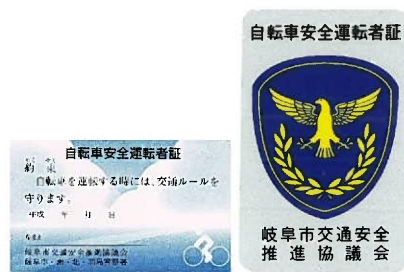 自転車安全運転者証
約束
自転車を運転する時には、交通ルールを
守ります。
平成 年 月 日
岐阜市交通安全推進協議会
自転車安全運転者証
岐阜市交通安全
推進協議会